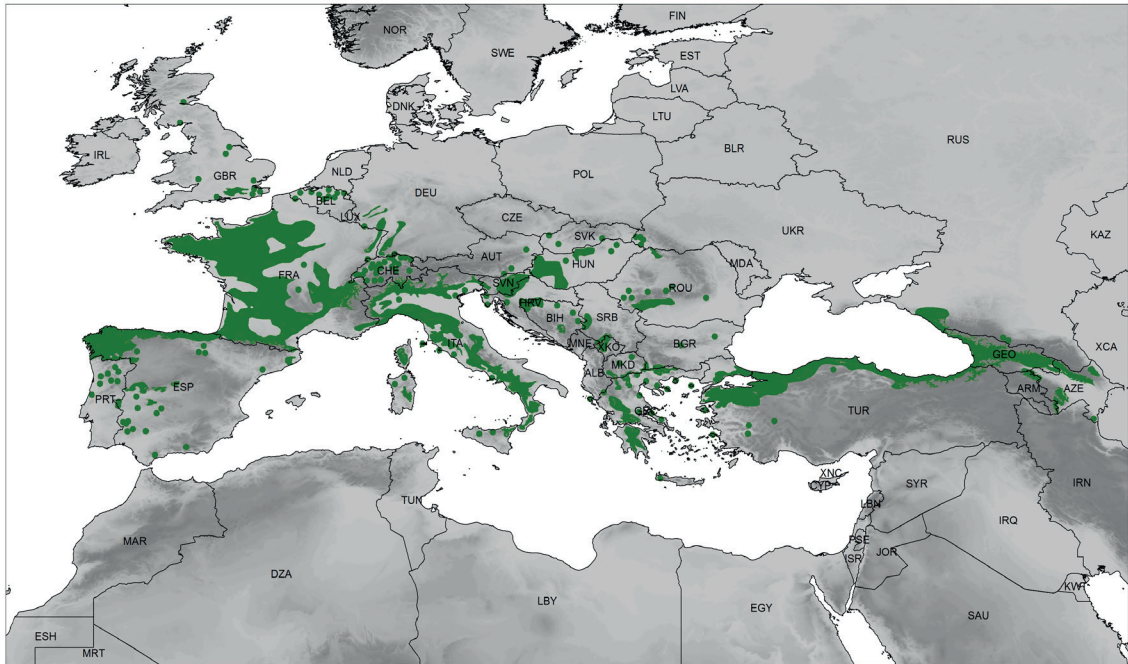 FIN
NOR
SWE
EST
LVA
DNK
LTU
RUS
BLR
IRL
NLD
GBR
POL
DEU
BEL
LUX
CZE
UKR
KAZ
SVK
AUT
MDA
HUN
CHE
FRA
SVN
ROU
HRV
BIH
SRB
XCA
MNE
XKO
BGR
ITA
GEO
MKD
ALB
ARM
AZE
ESP
PRT
GRC
TUR
XNC
CYP
SYR
IRN
TUN
LBN
IRQ
MAR
PSE
JOR
ISR
DZA
KWT
LBY
EGY
SAU
ESH
MRT